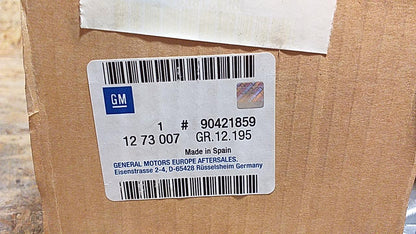 GM
1 # 90421859
12 73 007 GR.12.195
Made in Spain
GENERAL MOTORS EUROPE AFTERSALES.
Eisenstrasse 2-4, D-65428 Rüsselsheim Germany